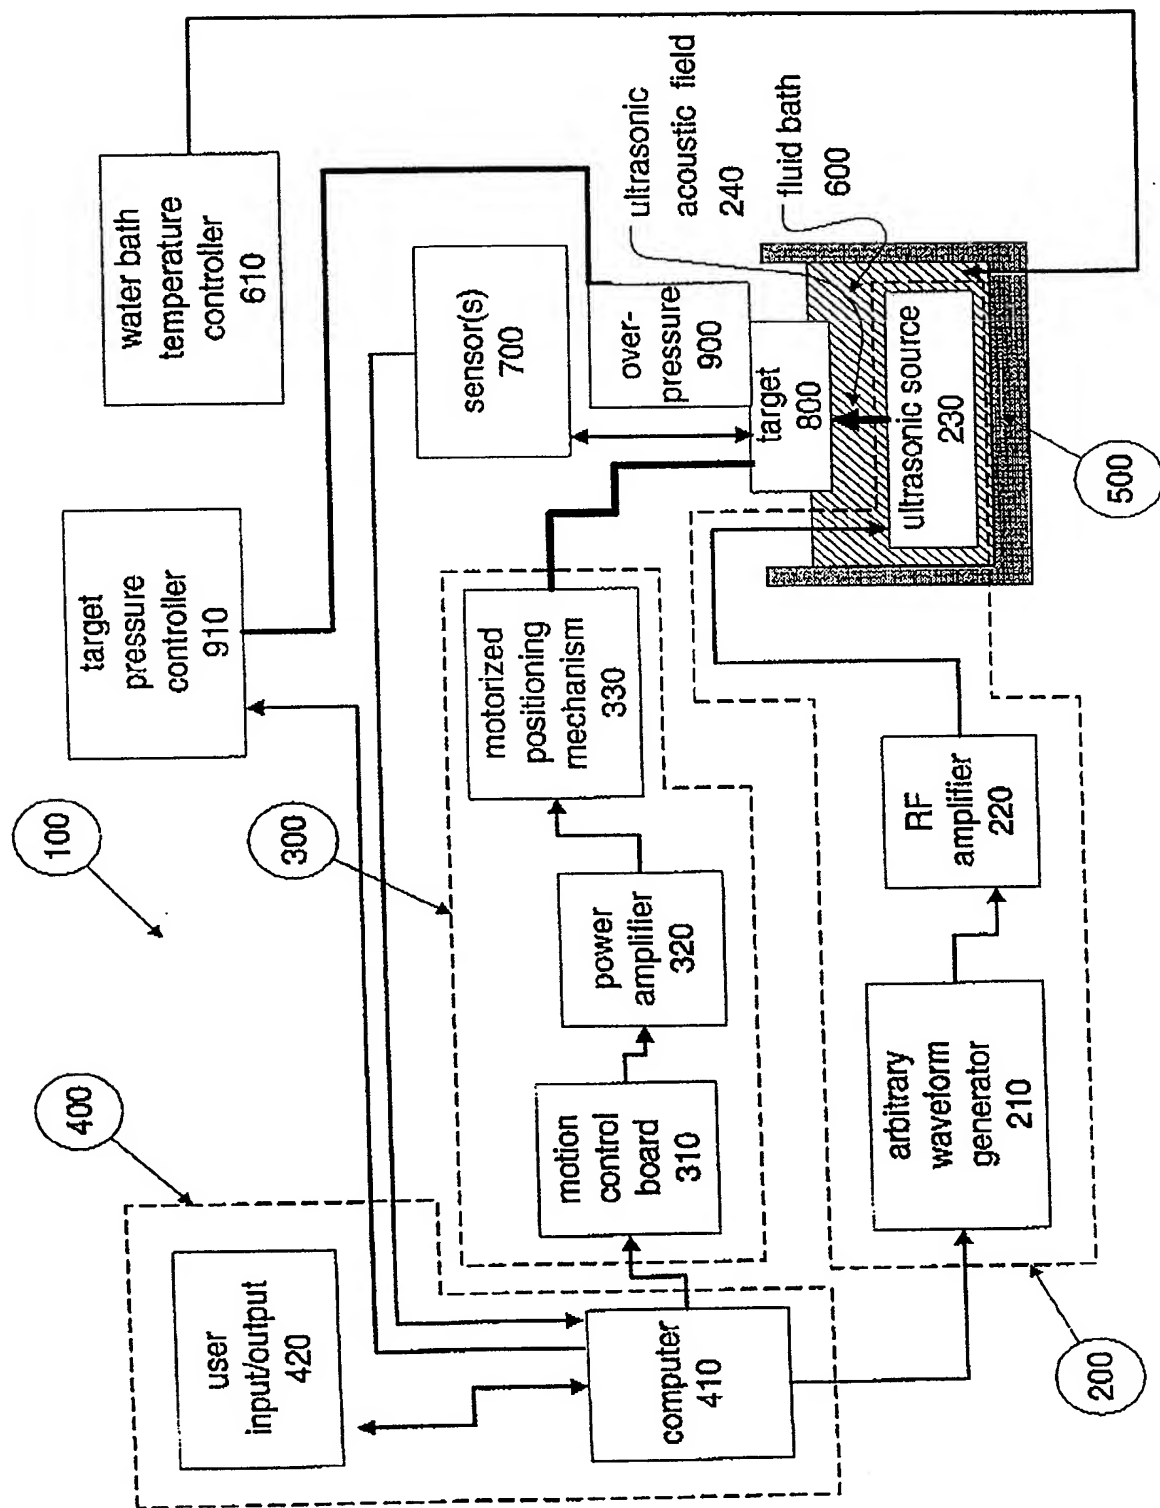 100
400
user
input/output
420
computer
410
300
motion
control
board
310
power
amplifier
320
motorized
positioning
mechanism
330
target
pressure
controller
910
water bath
temperature
controller
610
sensor(s)
700
over-
pressure
900
target
800
ultrasonic
acoustic field
240
fluid bath
600
ultrasonic source
230
500
arbitrary
waveform
generator
210
RF
amplifier
220
200